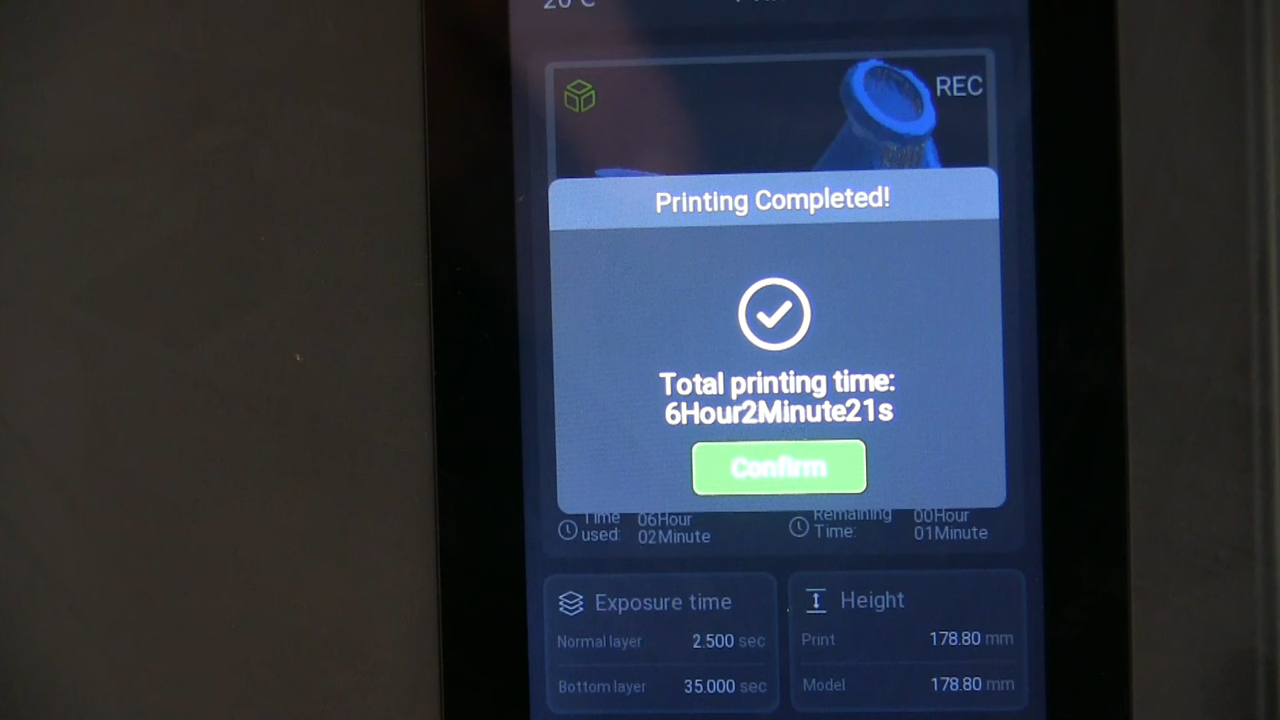 REC
Printing Completed!
Total printing time:
6Hour2Minute21s
Confirm
Time used: 06Hour 02Minute
Remaining Time: 00Hour 01Minute
Exposure time
Normal layer 2.500 sec
Bottom layer 35.000 sec
Height
Print 178.80 mm
Model 178.80 mm